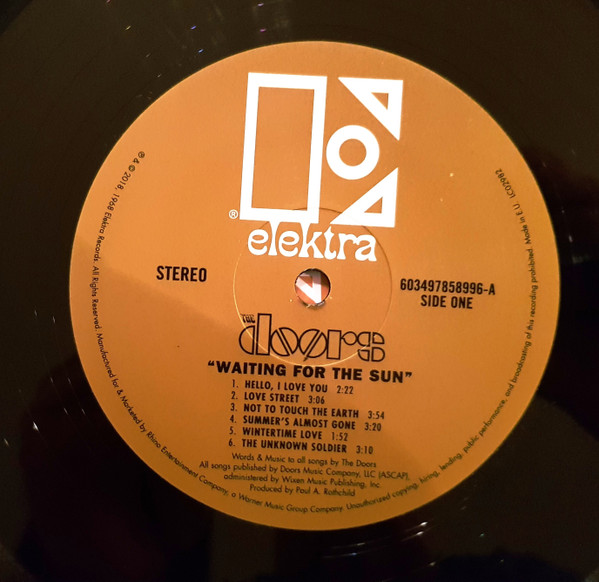 ®
elektra
STEREO
603497858996-A
SIDE ONE
THE
doors
"WAITING FOR THE SUN"
1. HELLO, I LOVE YOU 2:22
2. LOVE STREET 3:06
3. NOT TO TOUCH THE EARTH 3:54
4. SUMMER'S ALMOST GONE 3:20
5. WINTERTIME LOVE 1:52
6. THE UNKNOWN SOLDIER 3:10
Words & Music to all songs by The Doors
All songs published by Doors Music Company, LLC (ASCAP),
administered by Wixen Music Publishing, Inc
Produced by Paul A. Rothchild
℗ & © 2018, 1968 Elektra Records. All Rights Reserved. Manufactured for & Marketed by Rhino Entertainment Company, a Warner Music Group Company. Unauthorized copying, hiring, lending, public performance, and broadcasting of this recording prohibited. Made in E.U. LC02982